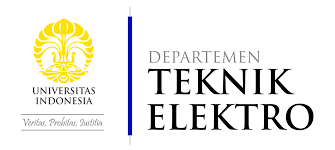 UNIVERSITAS
INDONESIA
Veritas, Probitas, Iustitia
DEPARTEMEN
TEKNIK
ELEKTRO